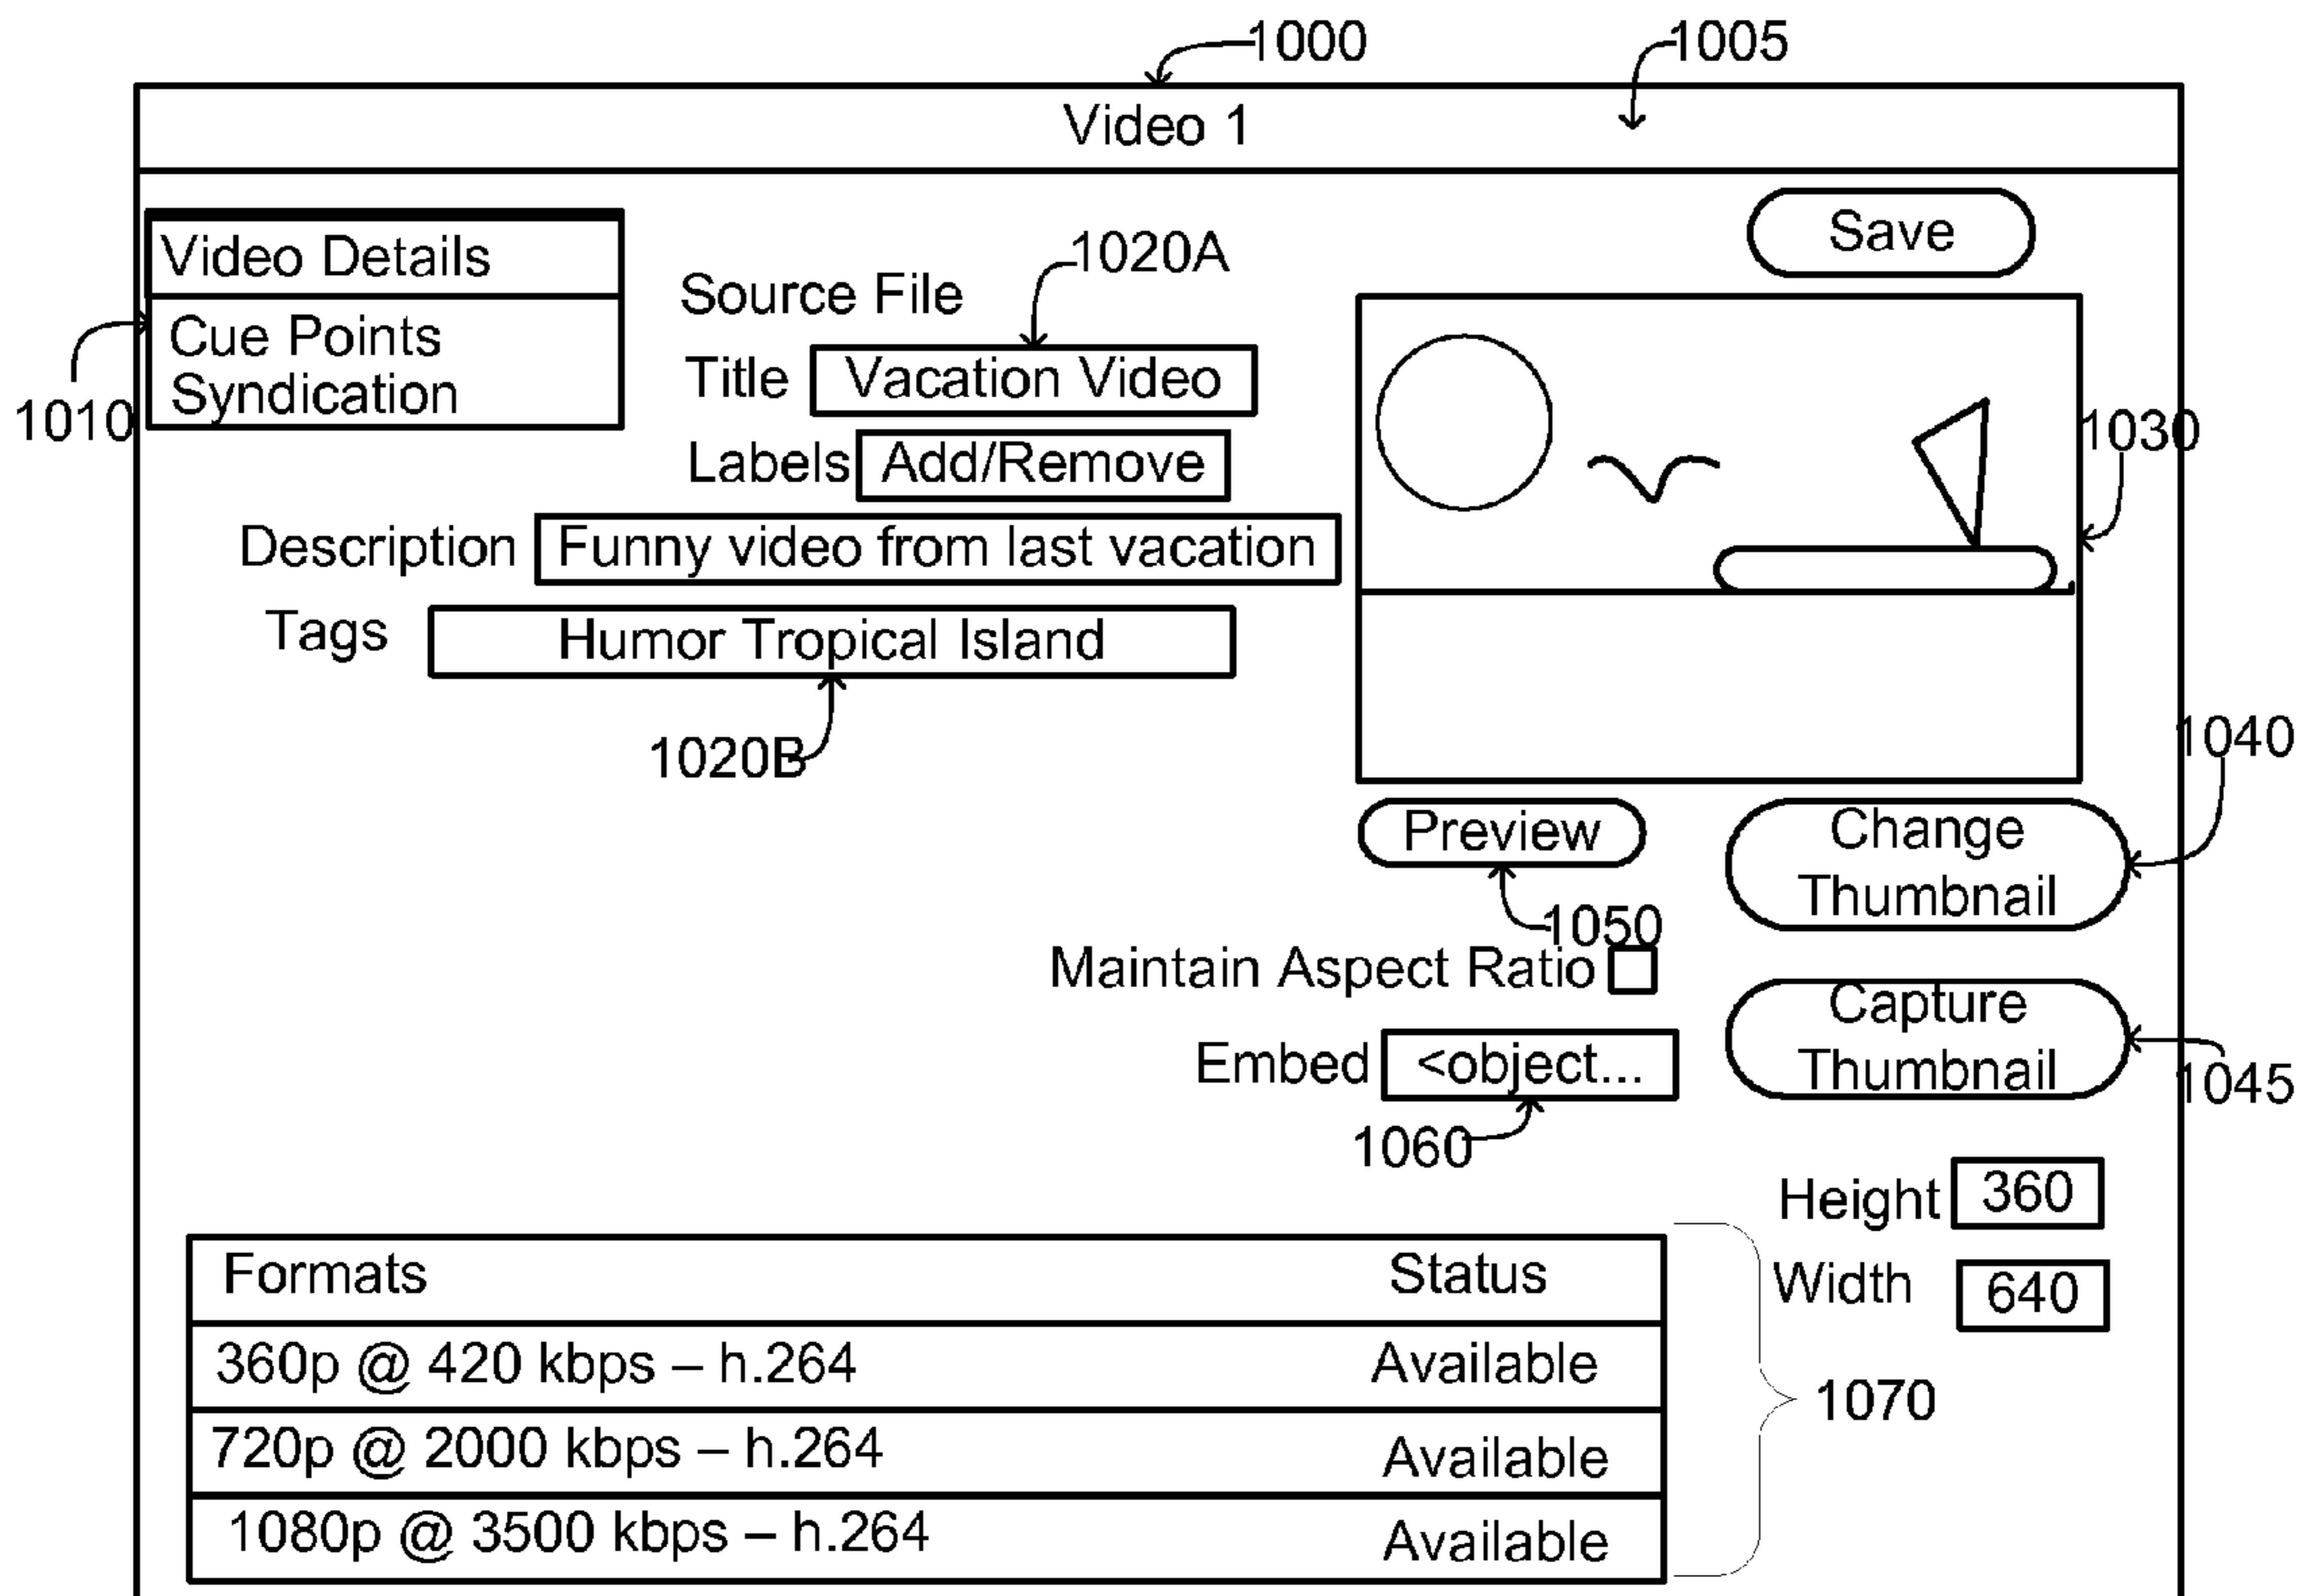 1000
1005
Video 1
Video Details
Save
1020A
Source File
Cue Points
Syndication
Title Vacation Video
1010
1030
Labels Add/Remove
Description Funny video from last vacation
Tags Humor Tropical Island
1020B
1040
Preview
Change
Thumbnail
1050
Maintain Aspect Ratio
Capture
Thumbnail
Embed <object...
1045
1060
Height 360
Width 640
Formats Status
360p @ 420 kbps – h.264 Available
1070
720p @ 2000 kbps – h.264 Available
1080p @ 3500 kbps – h.264 Available